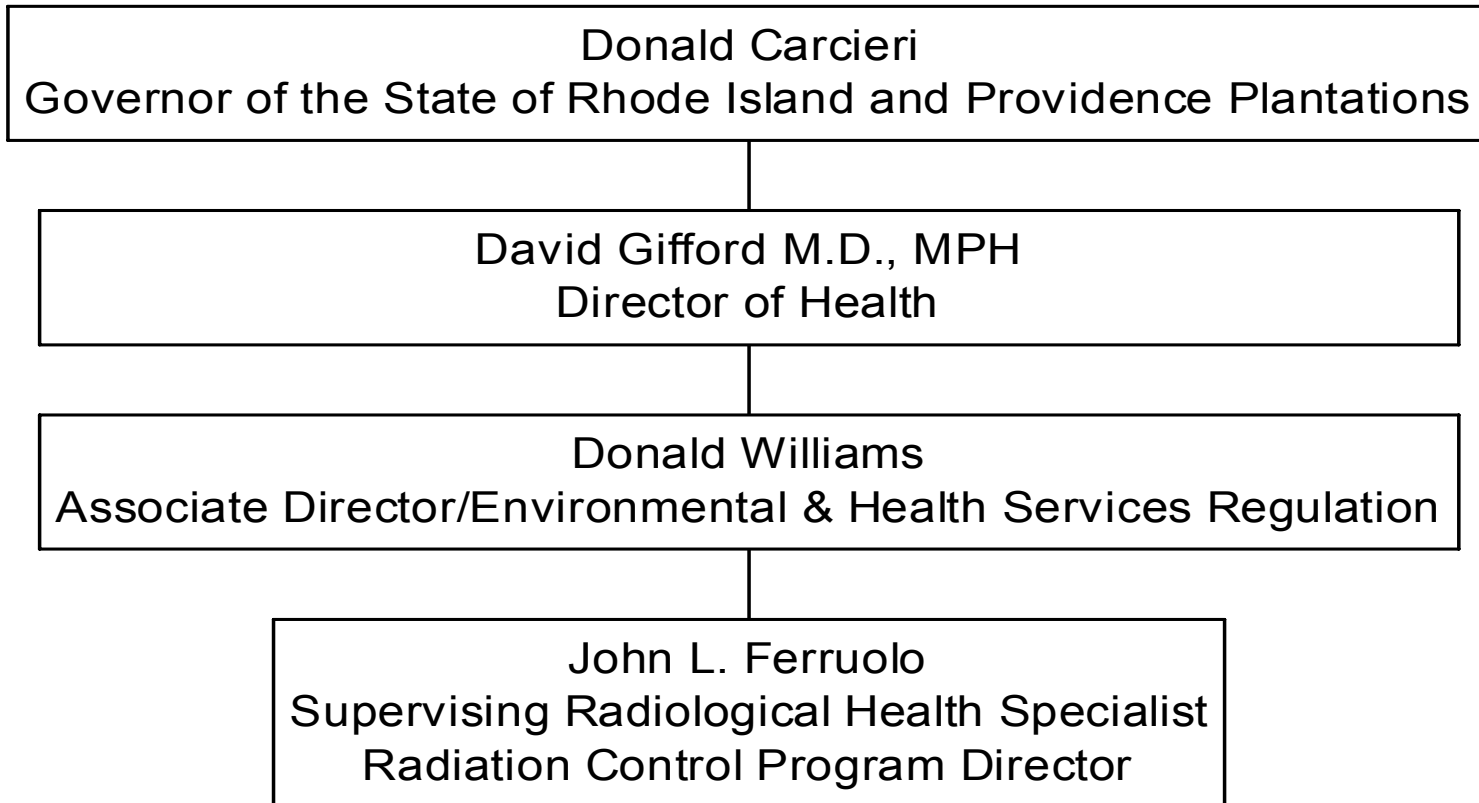 Donald Carcieri
Governor of the State of Rhode Island and Providence Plantations
David Gifford M.D., MPH
Director of Health
Donald Williams
Associate Director/Environmental & Health Services Regulation
John L. Ferruolo
Supervising Radiological Health Specialist
Radiation Control Program Director